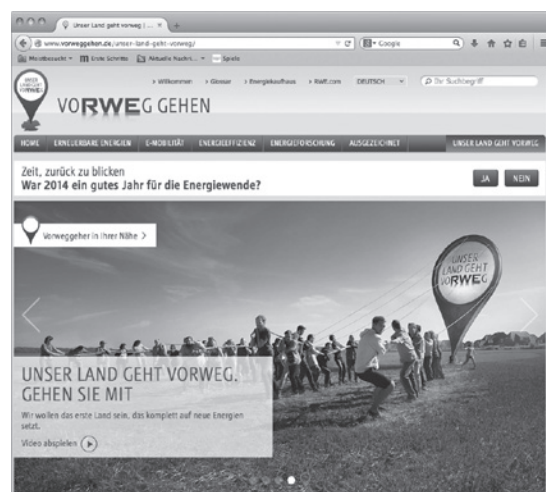 Unser Land geht vorweg | ...
www.vorweggehen.de/unser-land-geht-vorweg/
Google
Meistbesucht
Erste Schritte
Aktuelle Nachri...
Spiele
UNSER
LAND GEHT
VORWEG
Willkommen
Glossar
Energiekaufhaus
RWE.com
DEUTSCH
Ihr Suchbegriff
VORWEG GEHEN
HOME
ERNEUERBARE ENERGIEN
E-MOBILITÄT
ENERGIEEFFIZIENZ
ENERGIEFORSCHUNG
AUSGEZEICHNET
UNSER LAND GEHT VORWEG
Zeit, zurück zu blicken
War 2014 ein gutes Jahr für die Energiewende?
JA
NEIN
Vorweggeher in Ihrer Nähe >
UNSER
LAND GEHT
VORWEG
UNSER LAND GEHT VORWEG.
GEHEN SIE MIT
Wir wollen das erste Land sein, das komplett auf neue Energien
setzt.
Video abspielen